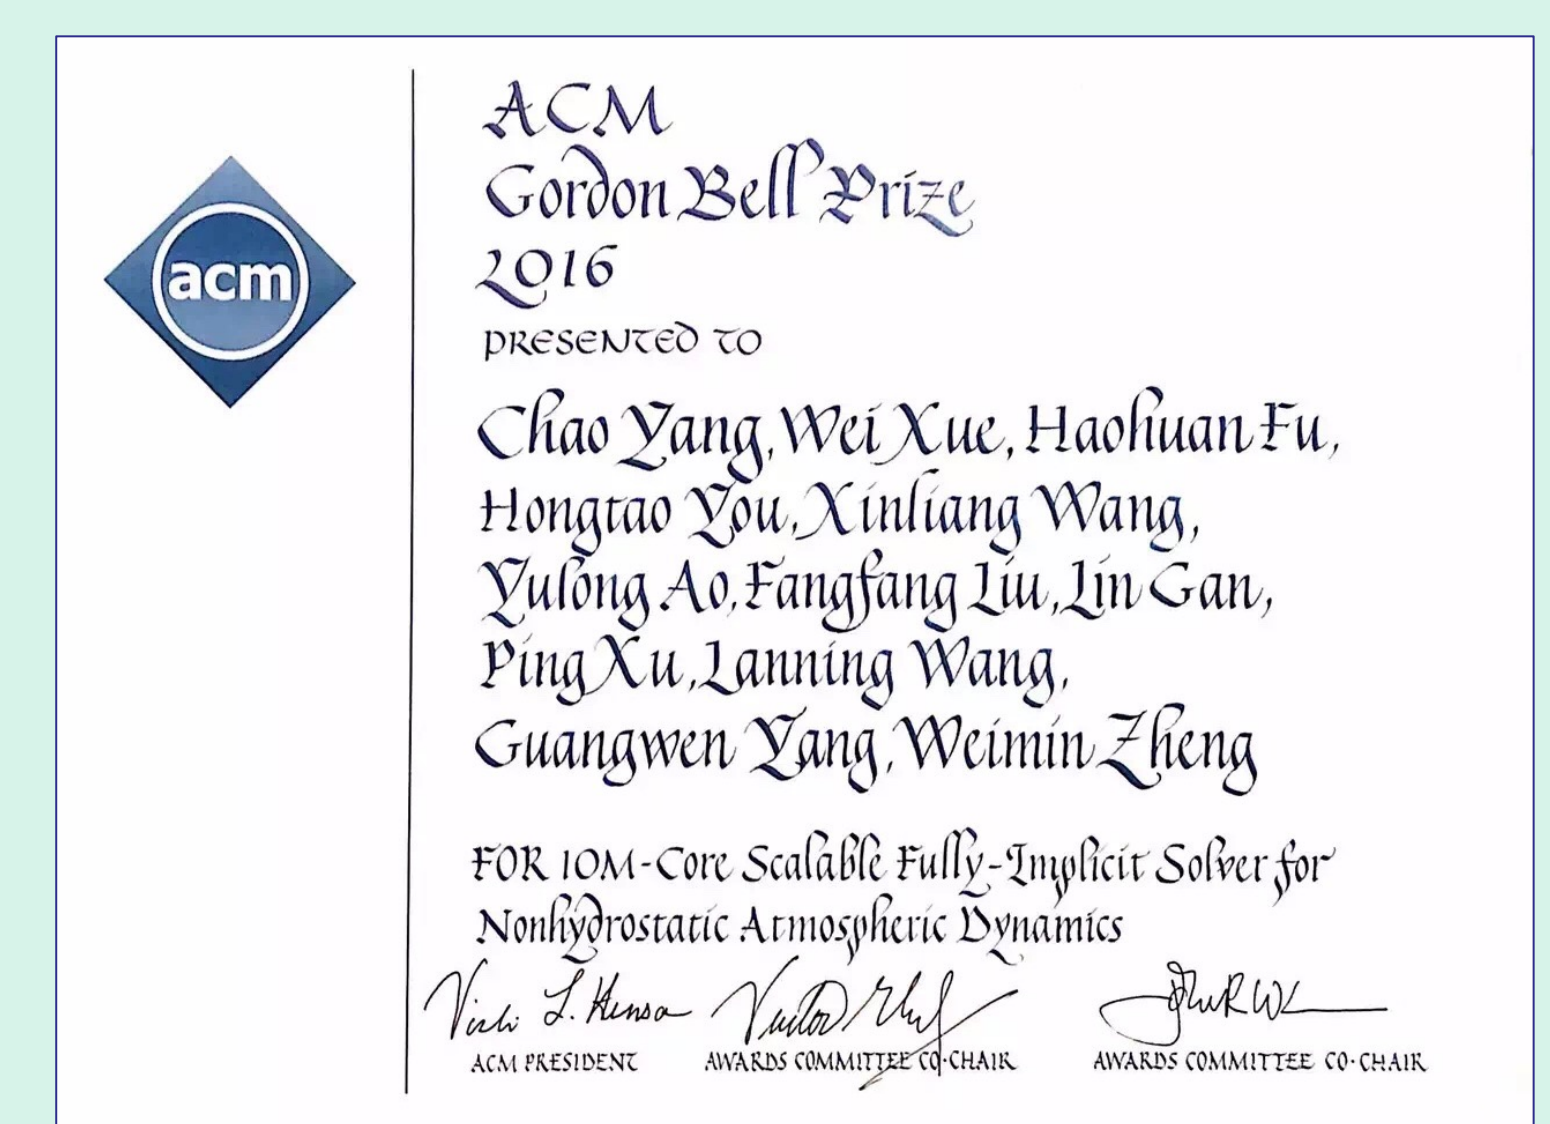 acm
ACM
Gordon Bell Prize
2016
PRESENTED TO
Chao Yang, Wei Xue, Haohuan Fu,
Hongtao You, Xinliang Wang,
Yulong Ao, Fangfang Liu, Lin Gan,
Ping Xu, Lanning Wang,
Guangwen Yang, Weimin Zheng
FOR 10M-Core Scalable Fully-Implicit Solver for
Nonhydrostatic Atmospheric Dynamics
L.
ACM PRESIDENT AWARDS COMMITTEE CO-CHAIR AWARDS COMMITTEE CO-CHAIR